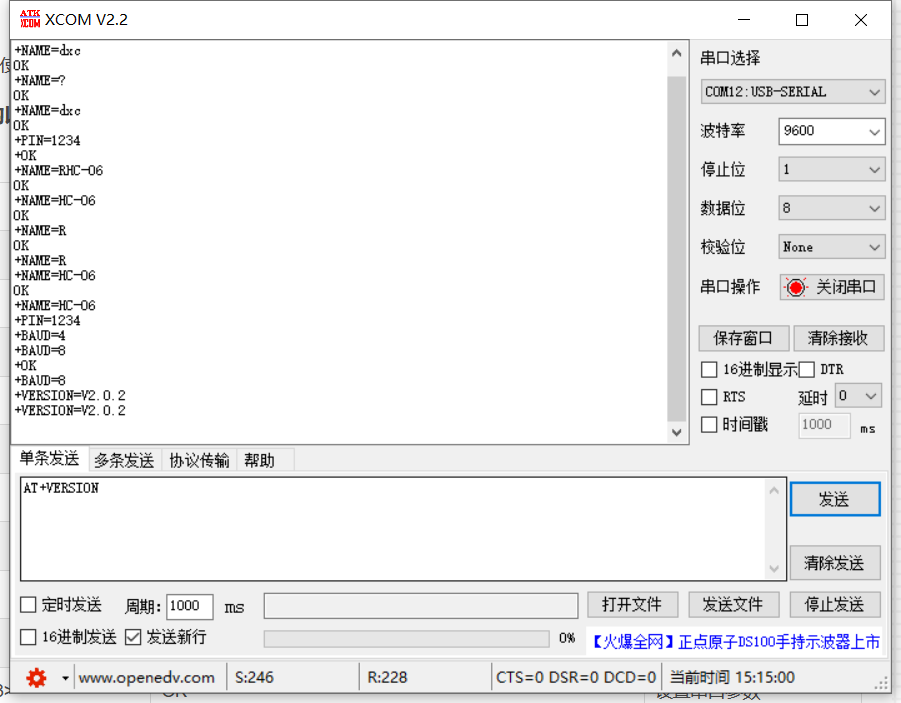 ATK XCOM XCOM V2.2
+NAME=dxc
OK
+NAME=?
OK
+NAME=dxc
OK
+PIN=1234
+OK
+NAME=RHC-06
OK
+NAME=HC-06
OK
+NAME=R
OK
+NAME=R
+NAME=HC-06
OK
+NAME=HC-06
+PIN=1234
+BAUD=4
+BAUD=8
+OK
+BAUD=8
+VERSION=V2.0.2
+VERSION=V2.0.2
串口选择
COM12:USB-SERIAL
波特率 9600
停止位 1
数据位 8
校验位 None
串口操作 关闭串口
保存窗口 清除接收
16进制显示 DTR
RTS 延时 0
时间戳 1000 ms
单条发送 多条发送 协议传输 帮助
AT+VERSION
发送
清除发送
定时发送 周期: 1000 ms 打开文件 发送文件 停止发送
16进制发送 发送新行 0% 【火爆全网】正点原子DS100手持示波器上市
www.openedv.com S:246 R:228 CTS=0 DSR=0 DCD=0 当前时间 15:15:00